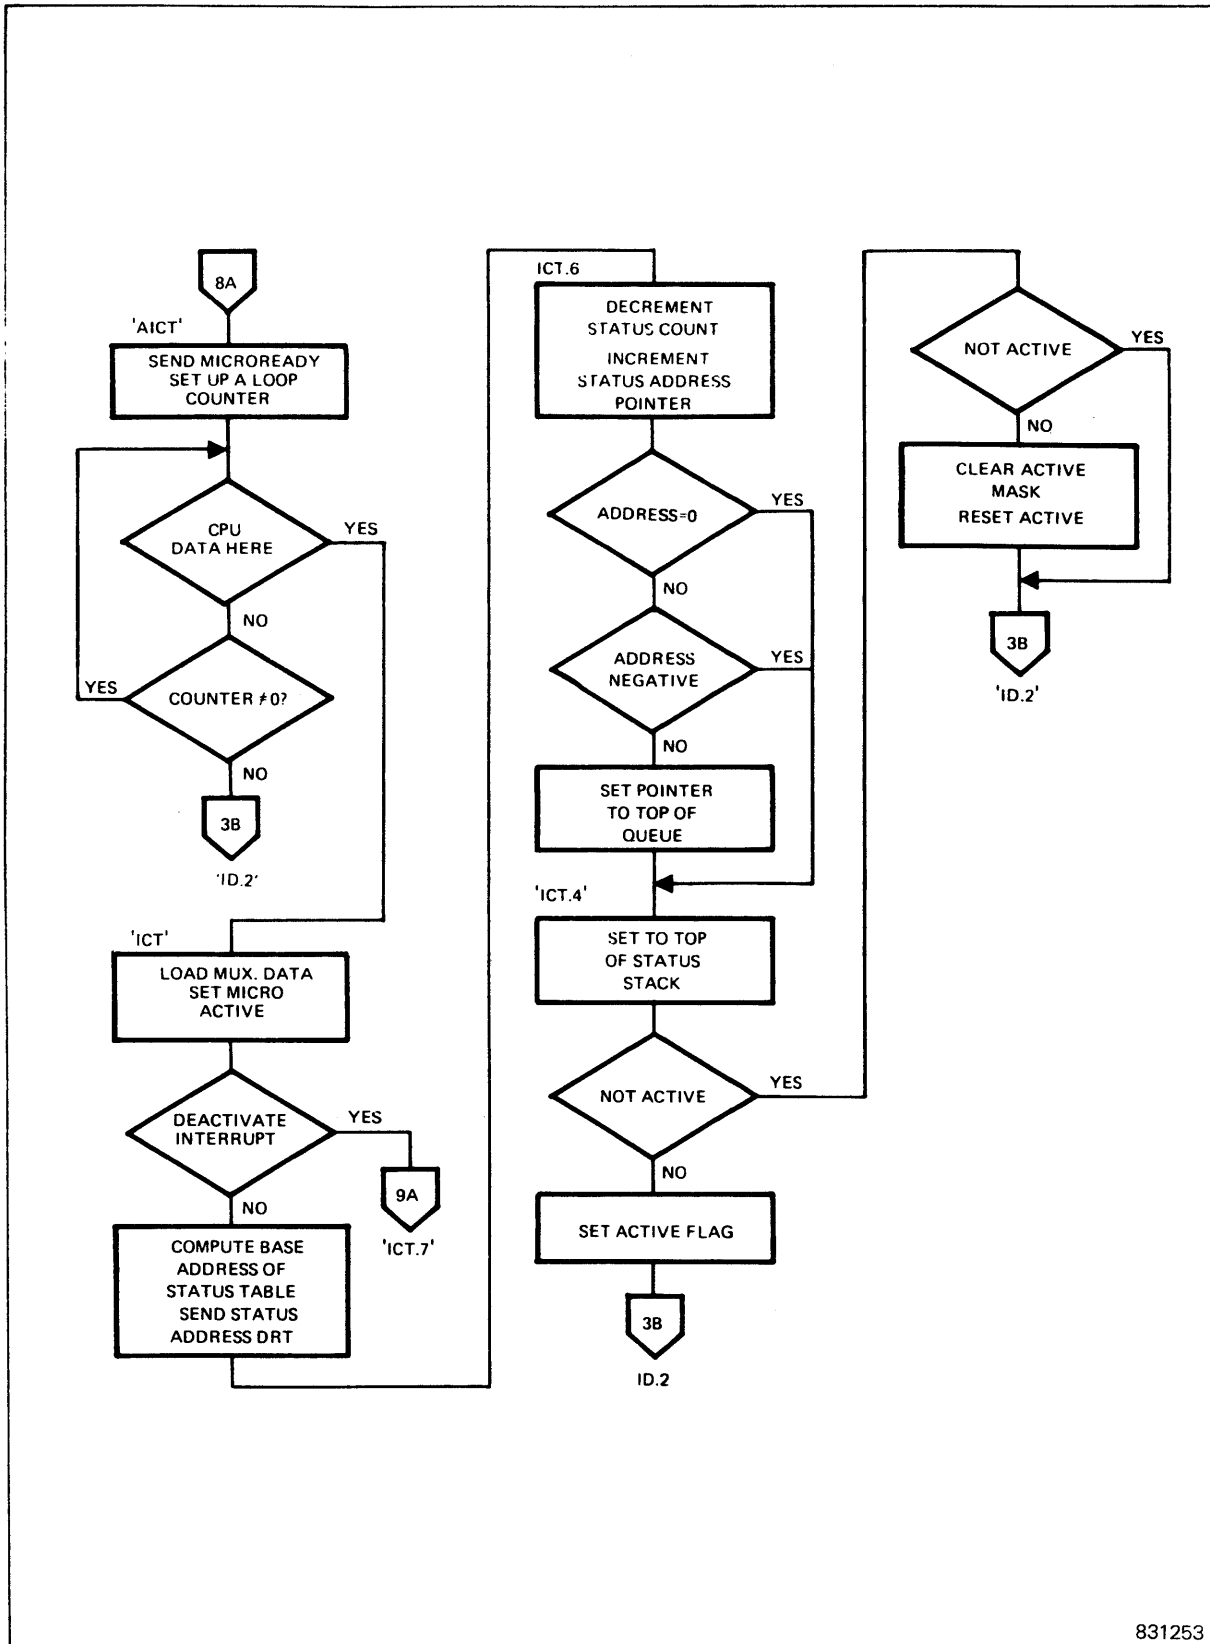 8A
'AICT'
SEND MICROREADY
SET UP A LOOP
COUNTER
CPU
DATA HERE
YES
NO
YES
COUNTER ≠0?
NO
3B
'ID.2'
'ICT'
LOAD MUX. DATA
SET MICRO
ACTIVE
DEACTIVATE
INTERRUPT
YES
9A
'ICT.7'
NO
COMPUTE BASE
ADDRESS OF
STATUS TABLE
SEND STATUS
ADDRESS DRT
ICT.6
DECREMENT
STATUS COUNT
INCREMENT
STATUS ADDRESS
POINTER
ADDRESS=0
YES
NO
ADDRESS
NEGATIVE
YES
NO
SET POINTER
TO TOP OF
QUEUE
'ICT.4'
SET TO TOP
OF STATUS
STACK
NOT ACTIVE
YES
NO
SET ACTIVE FLAG
3B
ID.2
NOT ACTIVE
YES
NO
CLEAR ACTIVE
MASK
RESET ACTIVE
3B
'ID.2'
831253